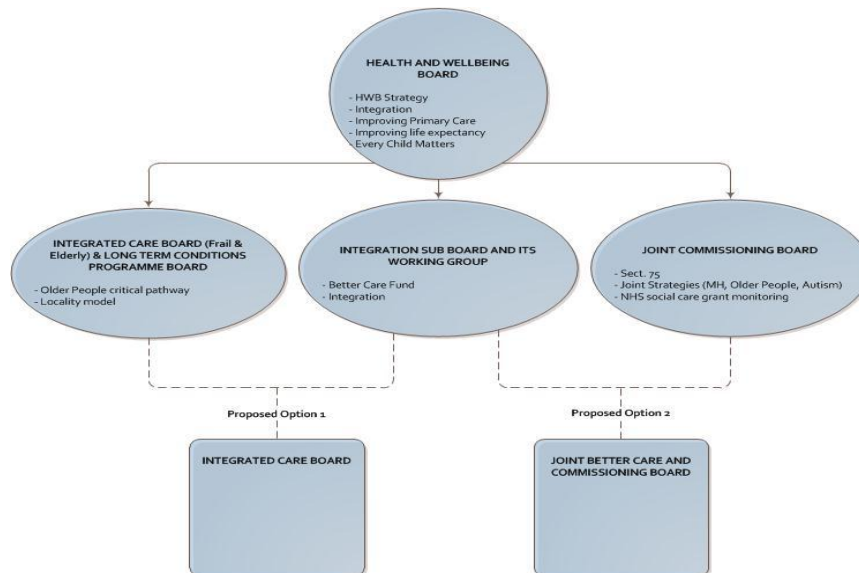 HEALTH AND WELLBEING
BOARD
- HWB Strategy
- Integration
- Improving Primary Care
- Improving life expectancy
- Every Child Matters
INTEGRATED CARE BOARD (Frail &
Elderly) & LONG TERM CONDITIONS
PROGRAMME BOARD
- Older People critical pathway
- Locality model
INTEGRATION SUB BOARD AND ITS
WORKING GROUP
- Better Care Fund
- Integration
JOINT COMMISSIONING BOARD
- Sect. 75
- Joint Strategies (MH, Older People, Autism)
- NHS social care grant monitoring
Proposed Option 1
Proposed Option 2
INTEGRATED CARE BOARD
JOINT BETTER CARE AND
COMMISSIONING BOARD